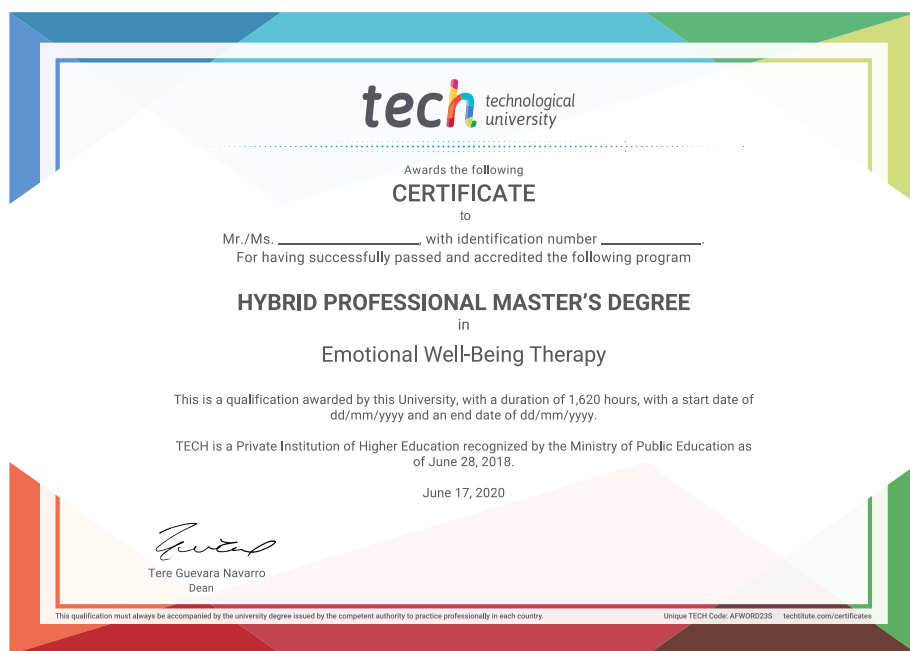 tech technological
university
Awards the following
CERTIFICATE
to
Mr./Ms. ____________________, with identification number ______________.
For having successfully passed and accredited the following program
HYBRID PROFESSIONAL MASTER'S DEGREE
in
Emotional Well-Being Therapy
This is a qualification awarded by this University, with a duration of 1,620 hours, with a start date of
dd/mm/yyyy and an end date of dd/mm/yyyy.
TECH is a Private Institution of Higher Education recognized by the Ministry of Public Education as
of June 28, 2018.
June 17, 2020
Tere Guevara Navarro
Dean
This qualification must always be accompanied by the university degree issued by the competent authority to practice professionally in each country. Unique TECH Code: AFWORD23S techtitute.com/certificates